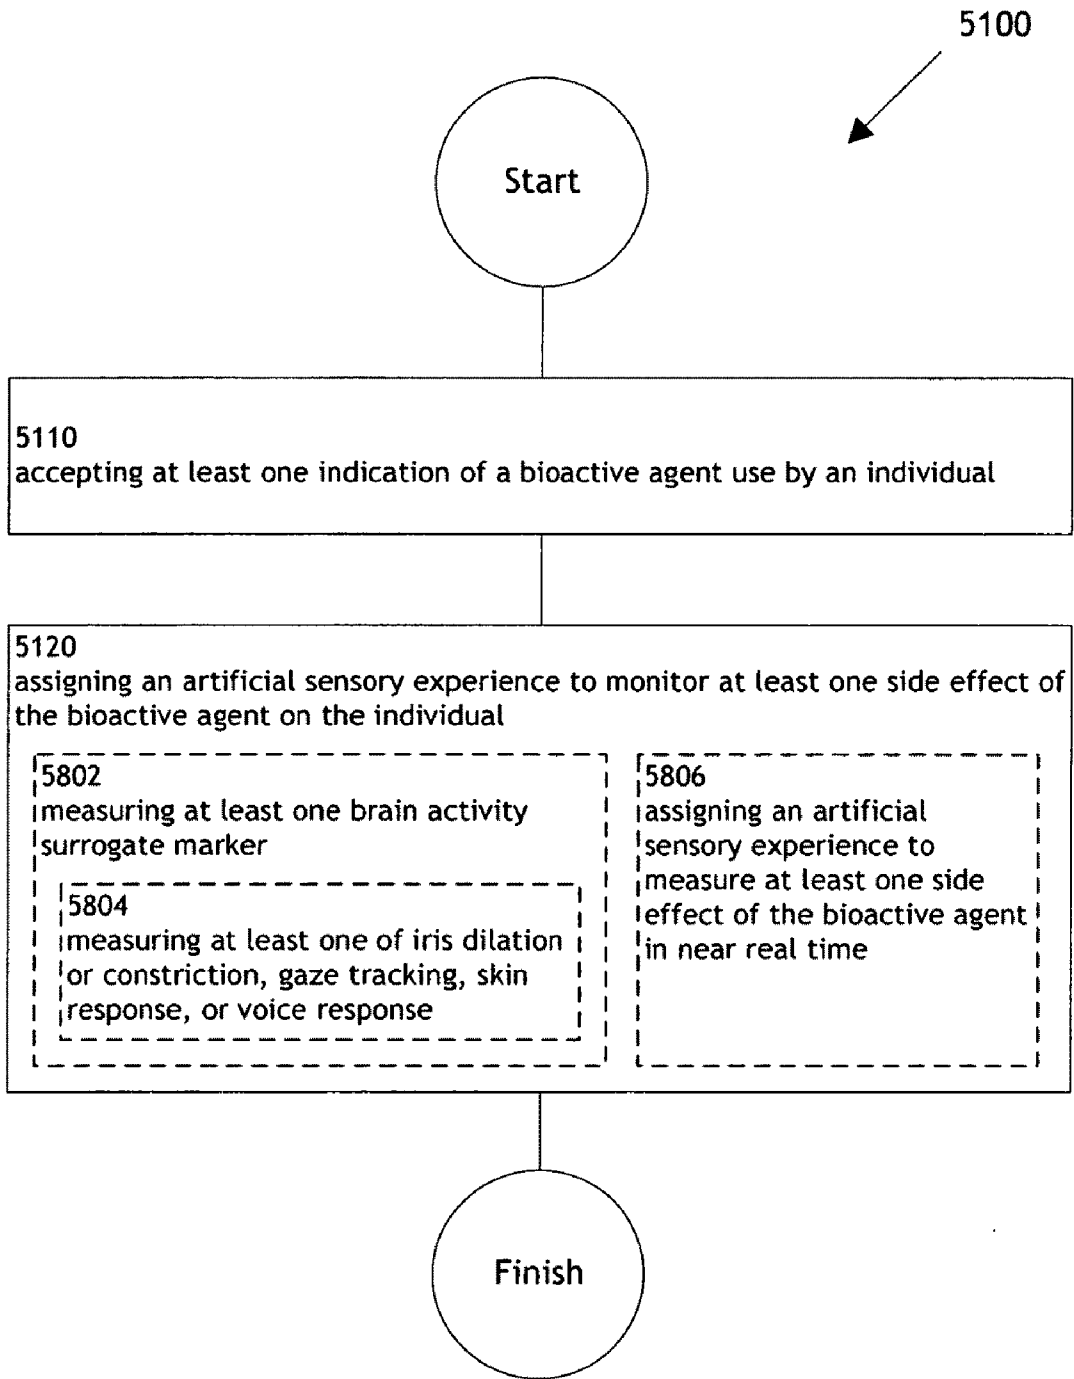 5100
Start
5110
accepting at least one indication of a bioactive agent use by an individual
5120
assigning an artificial sensory experience to monitor at least one side effect of
the bioactive agent on the individual
5802
measuring at least one brain activity
surrogate marker
5804
measuring at least one of iris dilation
or constriction, gaze tracking, skin
response, or voice response
5806
assigning an artificial
sensory experience to
measure at least one side
effect of the bioactive agent
in near real time
Finish